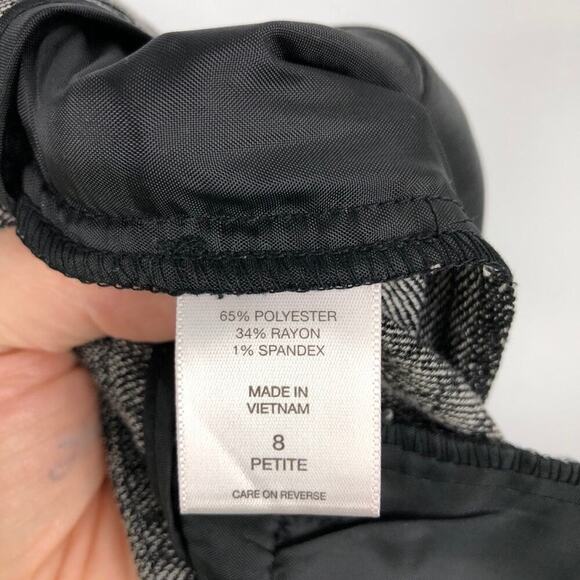 65% POLYESTER
34% RAYON
1% SPANDEX
MADE IN
VIETNAM
8
PETITE
CARE ON REVERSE